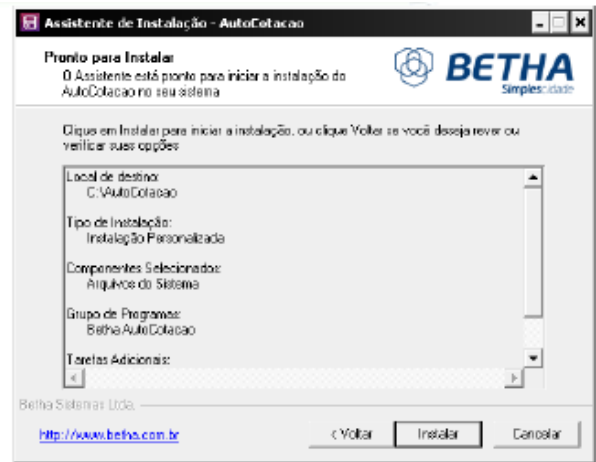 Assistente de Instalação - AutoCotacao
Pronto para Instalar
O Assistente está pronto para iniciar a instalação do
AutoCotacao no seu sistema
BETHA
Simplescidade
Clique em Instalar para iniciar a instalação, ou clique Voltar se você deseja rever ou
verificar suas opções
Local de destino:
C:\AutoCotacao
Tipo de Instalação:
Instalação Personalizada
Componentes Selecionados:
Arquivos do Sistema
Grupo de Programas:
Betha AutoCotacao
Tarefas Adicionais:
Betha Sistemas Ltda.
http://www.betha.com.br
< Voltar
Instalar
Cancelar